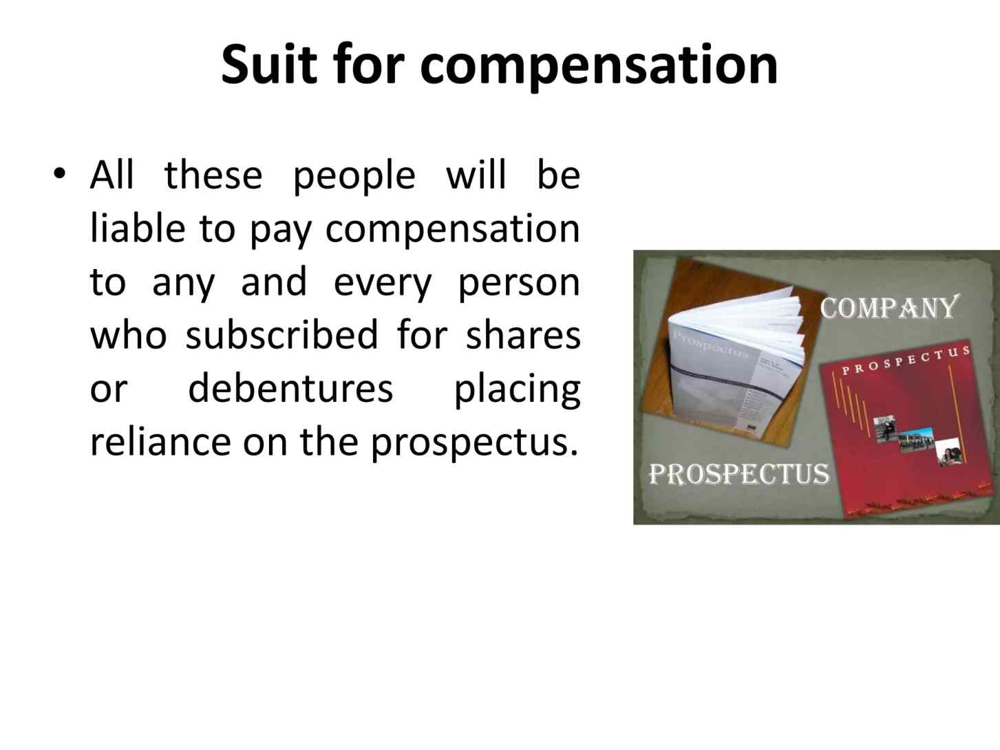 Suit for compensation
• All these people will be
liable to pay compensation
to any and every person
who subscribed for shares
or debentures placing
reliance on the prospectus.
COMPANY
Prospectus
PROSPECTUS
PROSPECTUS